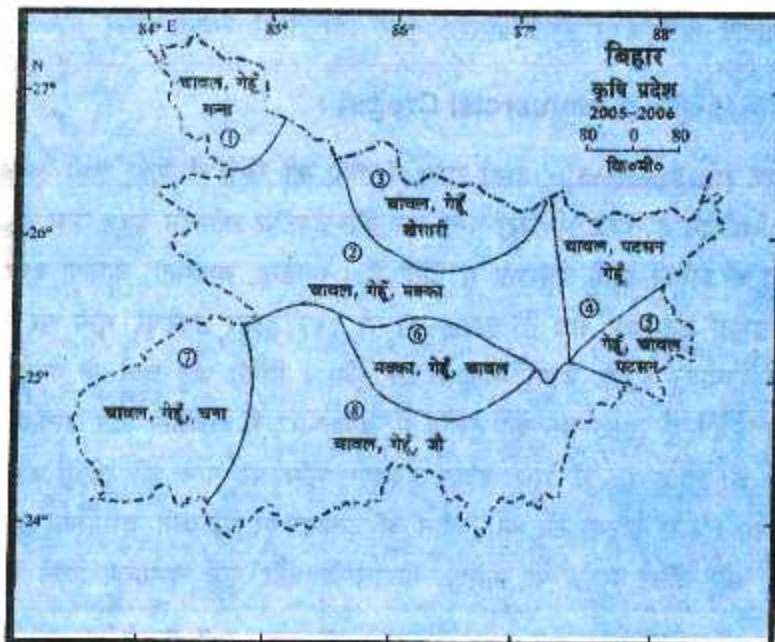 84° E
85
86
87
88
N
27
26
25
24
बिहार
कृषि प्रदेश
2005-2006
80 0 80
कि०मी०
चावल, गेहूँ
गन्ना
①
③
चावल, गेहूँ
खेसारी
②
चावल, गेहूँ, मक्का
चावल, पटसन
गेहूँ
④
⑤
गेहूँ, चावल
पटसन
⑥
मक्का, गेहूँ, चावल
⑦
चावल, गेहूँ, चना
⑧
चावल, गेहूँ, जौ